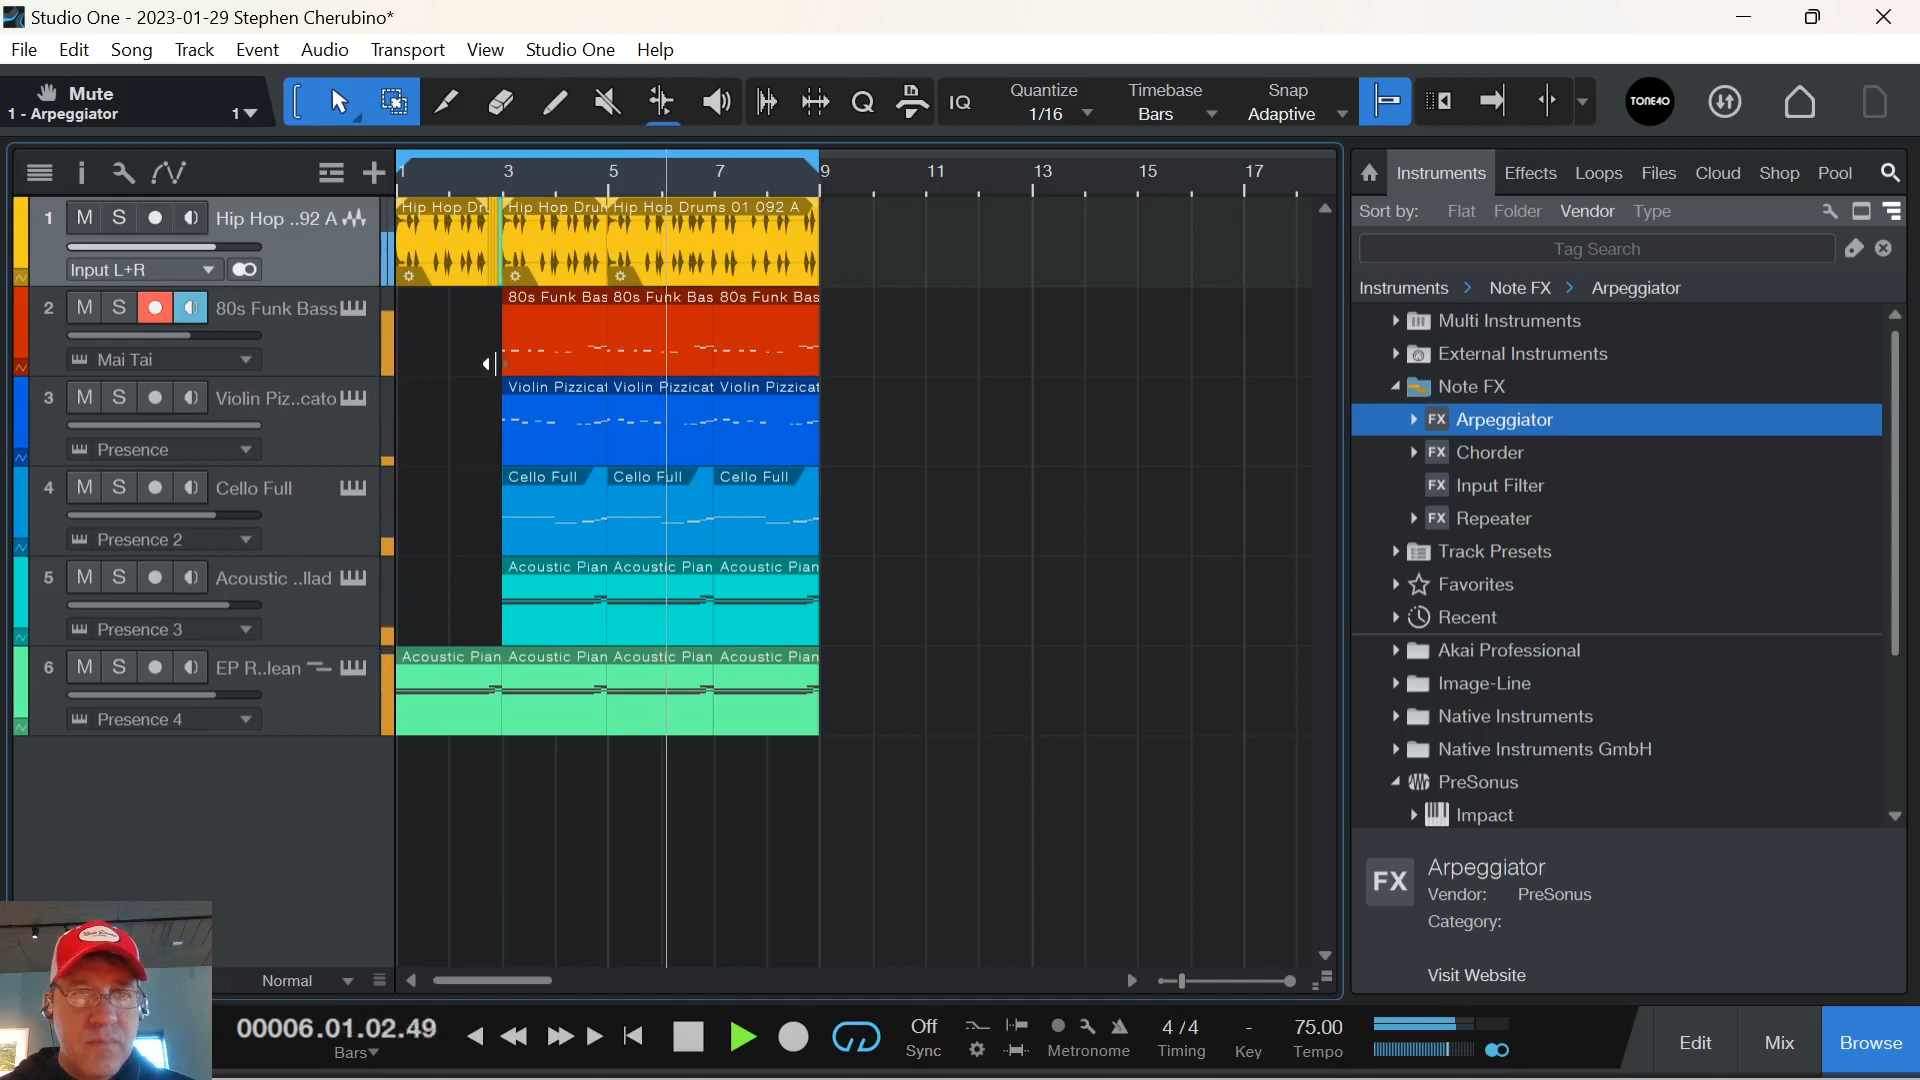 Studio One - 2023-01-29 Stephen Cherubino*
File Edit Song Track Event Audio Transport View Studio One Help
Mute
1 - Arpeggiator 1
IQ
Quantize
1/16
Timebase
Bars
Snap
Adaptive
TONE40
1 3 5 7 9 11 13 15 17
1 M S Hip Hop ..92 A
Input L+R
Hip Hop Dru Hip Hop Drun Hip Hop Drums 01 092 A
2 M S 80s Funk Bass
Mai Tai
80s Funk Bas 80s Funk Bas 80s Funk Bas
3 M S Violin Piz..cato
Presence
Violin Pizzicat Violin Pizzicat Violin Pizzicat
4 M S Cello Full
Presence 2
Cello Full Cello Full Cello Full
5 M S Acoustic ..llad
Presence 3
Acoustic Pian Acoustic Pian Acoustic Pian
6 M S EP R..lean
Presence 4
Acoustic Pian Acoustic Pian Acoustic Pian Acoustic Pian
Normal
Instruments Effects Loops Files Cloud Shop Pool
Sort by: Flat Folder Vendor Type
Tag Search
Instruments > Note FX > Arpeggiator
Multi Instruments
External Instruments
Note FX
FX Arpeggiator
FX Chorder
FX Input Filter
FX Repeater
Track Presets
Favorites
Recent
Akai Professional
Image-Line
Native Instruments
Native Instruments GmbH
PreSonus
Impact
FX Arpeggiator
Vendor: PreSonus
Category:
Visit Website
00006.01.02.49
Bars
Off
Sync
Metronome
4 / 4
Timing
-
Key
75.00
Tempo
Edit Mix Browse